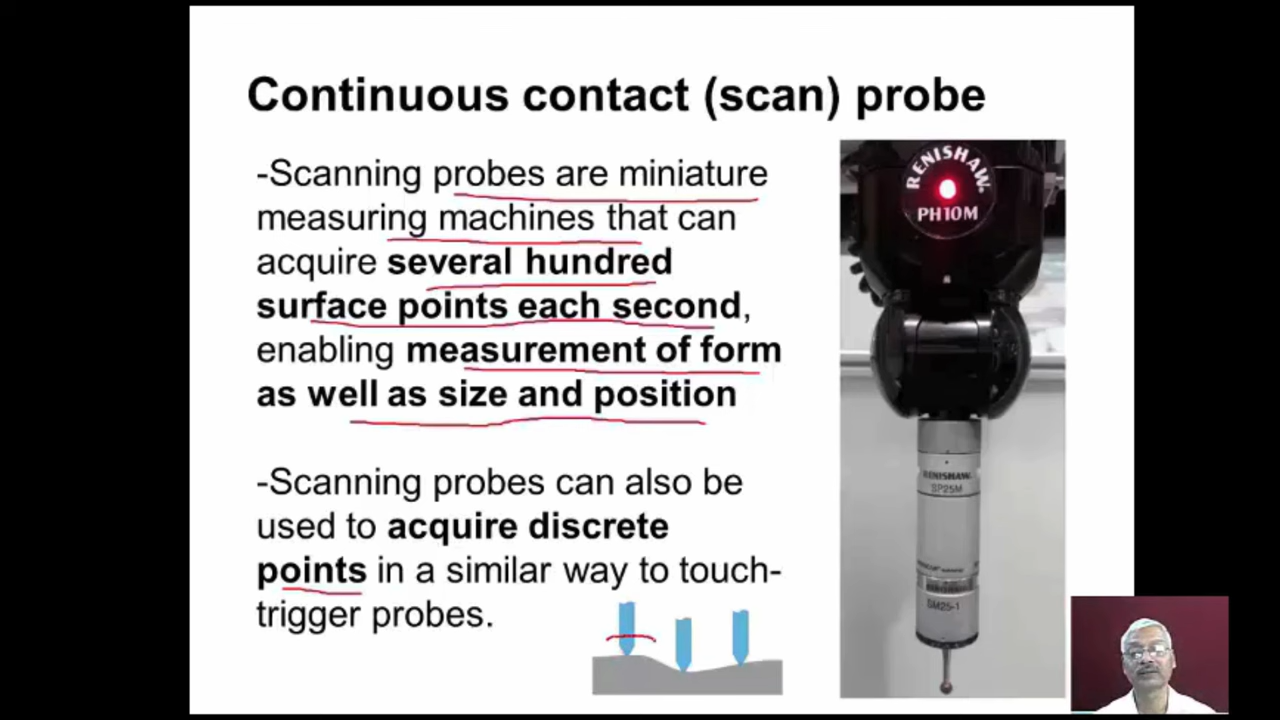 Continuous contact (scan) probe
-Scanning probes are miniature
measuring machines that can
acquire several hundred
surface points each second,
enabling measurement of form
as well as size and position
-Scanning probes can also be
used to acquire discrete
points in a similar way to touch-
trigger probes.
RENISHAW
PH10M
RENISHAW
SP25M
SM25-1